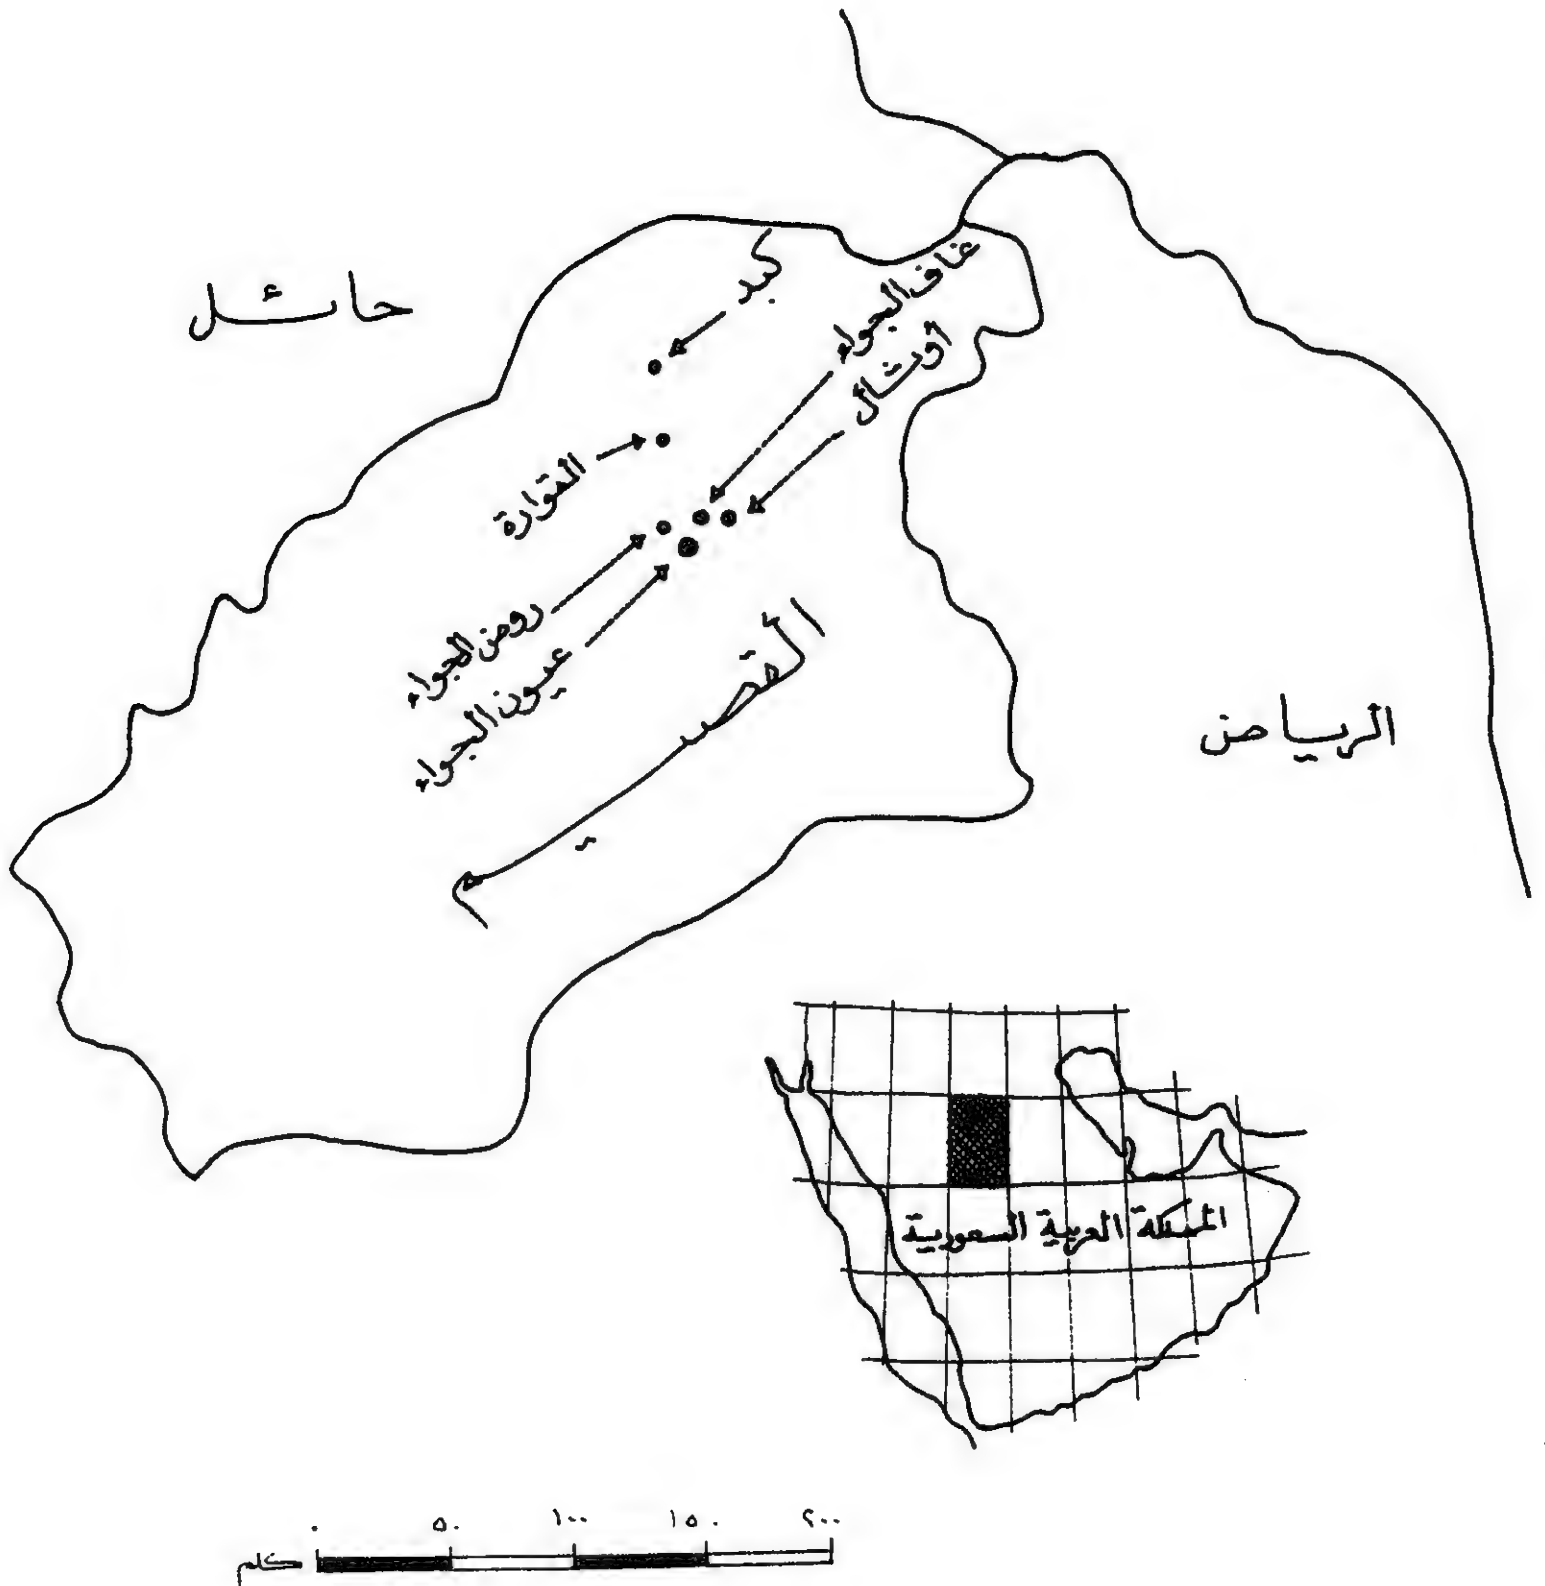 كبد
غاف الجواء
أوثال
حائل
القوارة
روض الجواء
عيون الجواء
القصيم
الرياض
المملكة العربية السعودية
٠ ٥٠ ١٠٠ ١٥٠ ٢٠٠
كلم